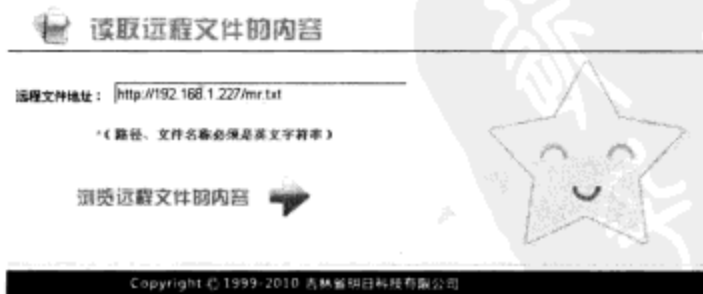 读取远程文件的内容
远程文件地址： http://192.168.1.227/mr.txt
*（路径、文件名称必须是英文字符串）
浏览远程文件的内容
Copyright © 1999-2010 吉林省明日科技有限公司